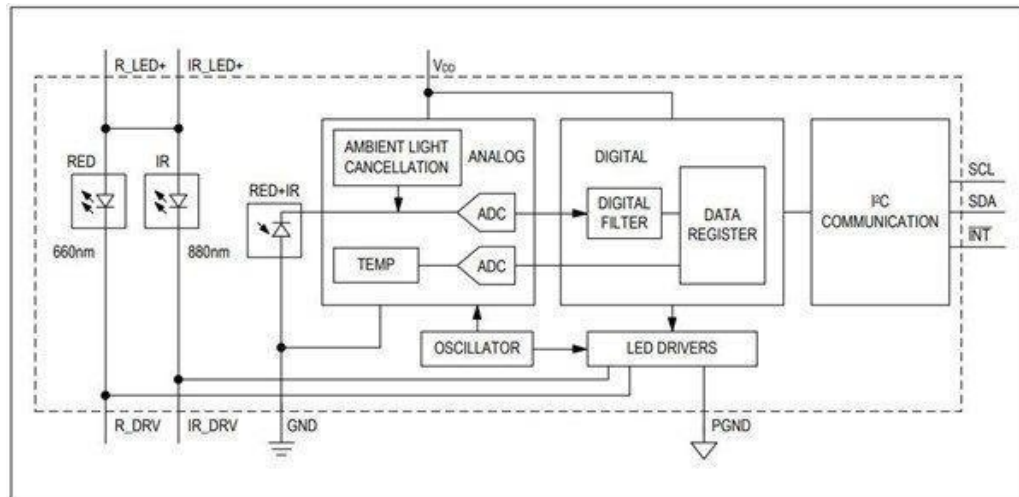 R_LED+ IR_LED+ VDD
RED IR
660nm 880nm
RED+IR
AMBIENT LIGHT
CANCELLATION
ANALOG
ADC
TEMP
ADC
DIGITAL
DIGITAL
FILTER
DATA
REGISTER
I²C
COMMUNICATION
SCL
SDA
INT
OSCILLATOR
LED DRIVERS
R_DRV IR_DRV GND PGND